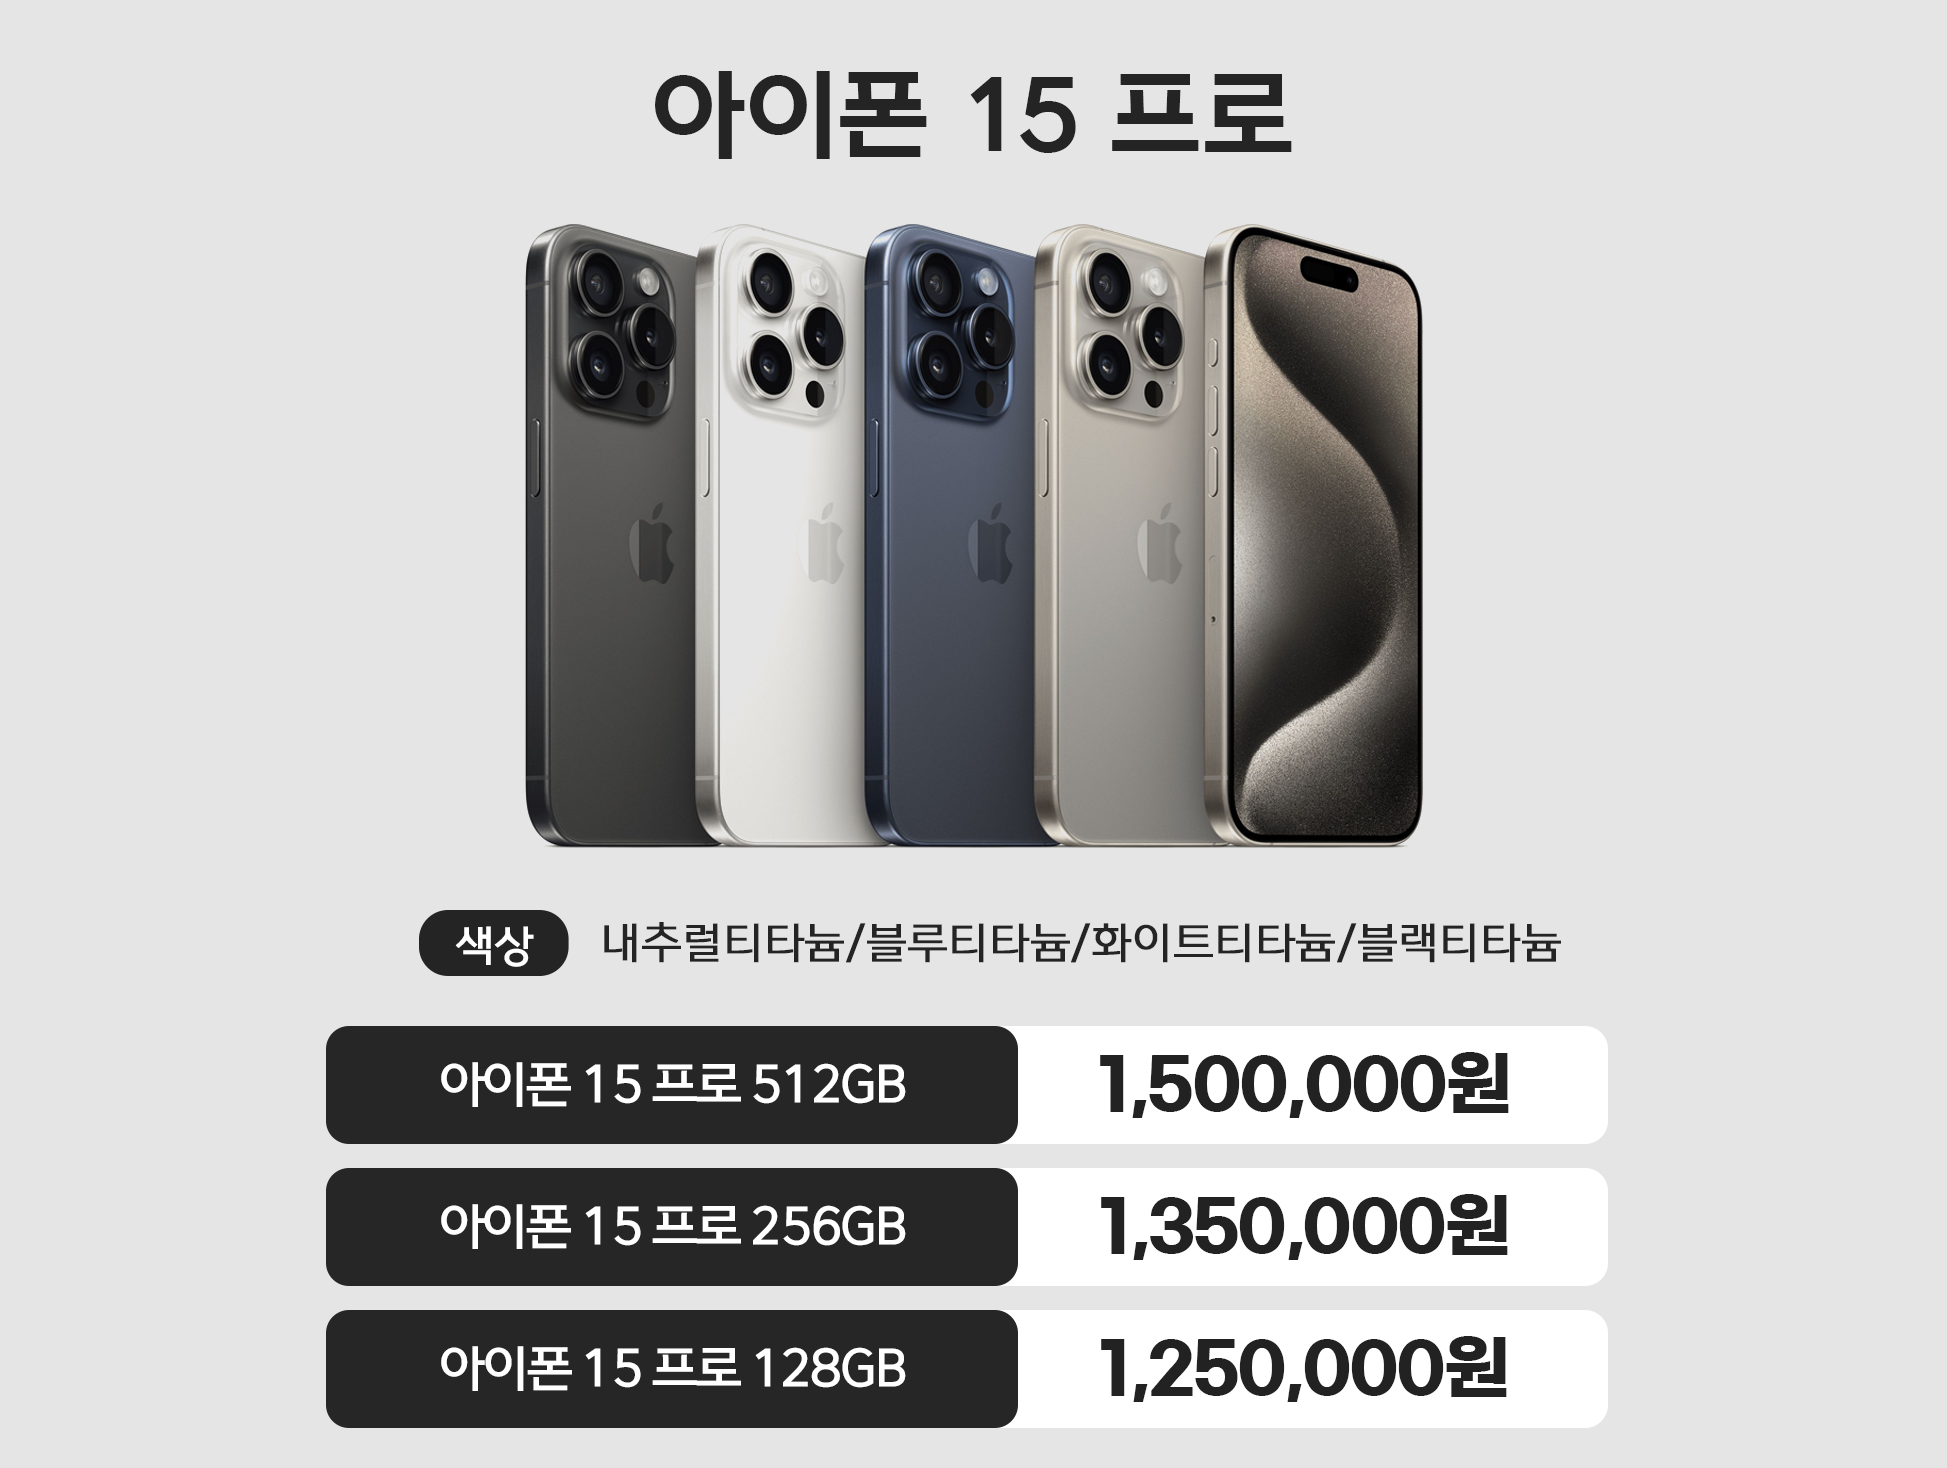 아이폰 15 프로
색상 내추럴티타늄/블루티타늄/화이트티타늄/블랙티타늄
아이폰 15 프로 512GB 1,500,000원
아이폰 15 프로 256GB 1,350,000원
아이폰 15 프로 128GB 1,250,000원